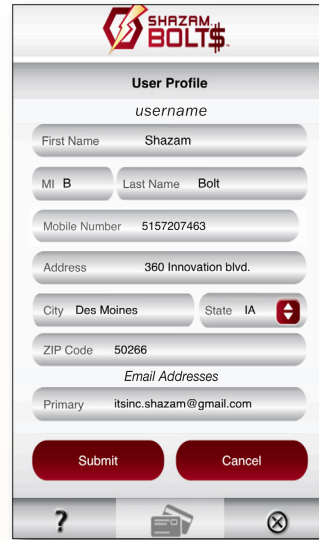 SHAZAM
BOLT$
User Profile
username
First Name Shazam
MI B Last Name Bolt
Mobile Number 5157207463
Address 360 Innovation blvd.
City Des Moines State IA
ZIP Code 50266
Email Addresses
Primary itsinc.shazam@gmail.com
Submit Cancel
?